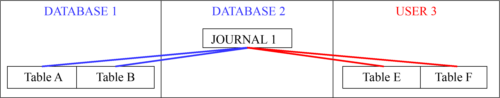 DATABASE 1 DATABASE 2 USER 3
JOURNAL 1
Table A Table B Table E Table F